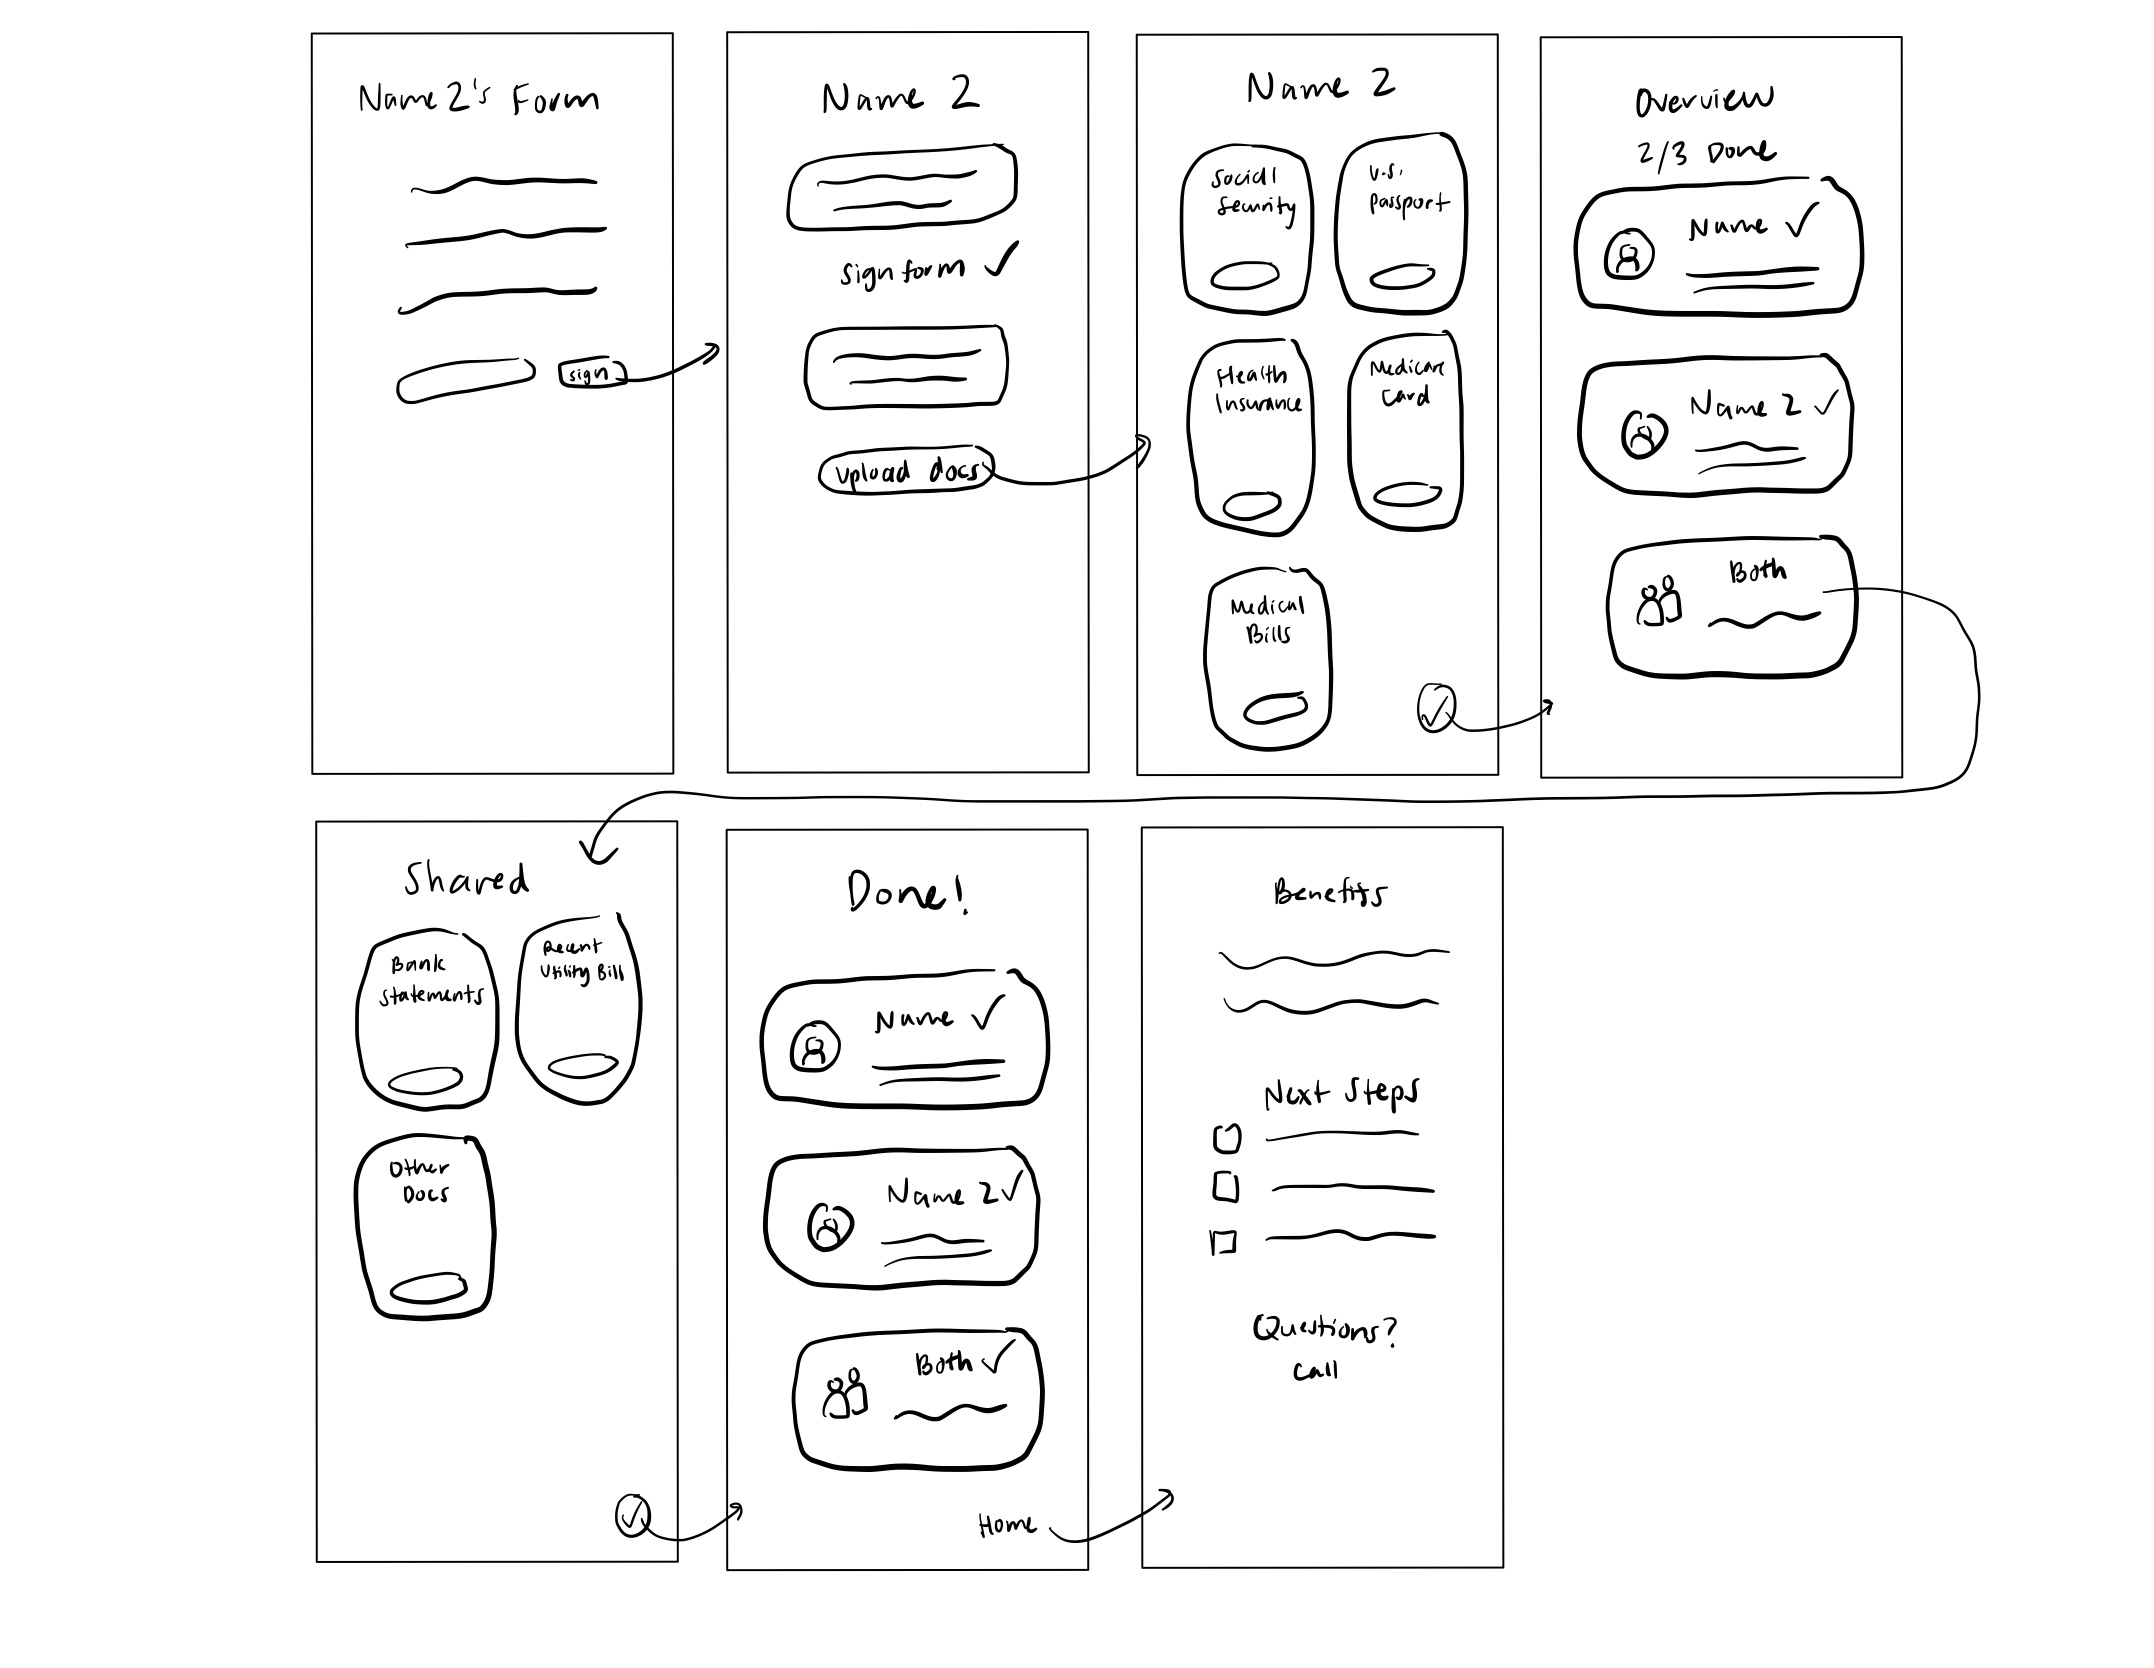 Name 2's Form
sign
Name 2
sign form ✓
upload docs
Name 2
Social
Security
U.S.
Passport
Health
Insurance
Medicare
Card
Medical
Bills
✓
Overview
2/3 Done
Name ✓
Name 2 ✓
Both
Shared
Bank
Statements
Recent
Utility Bill
Other
Docs
✓
Done!
Name ✓
Name 2 ✓
Both ✓
Home
Benefits
Next Steps
Questions?
Call